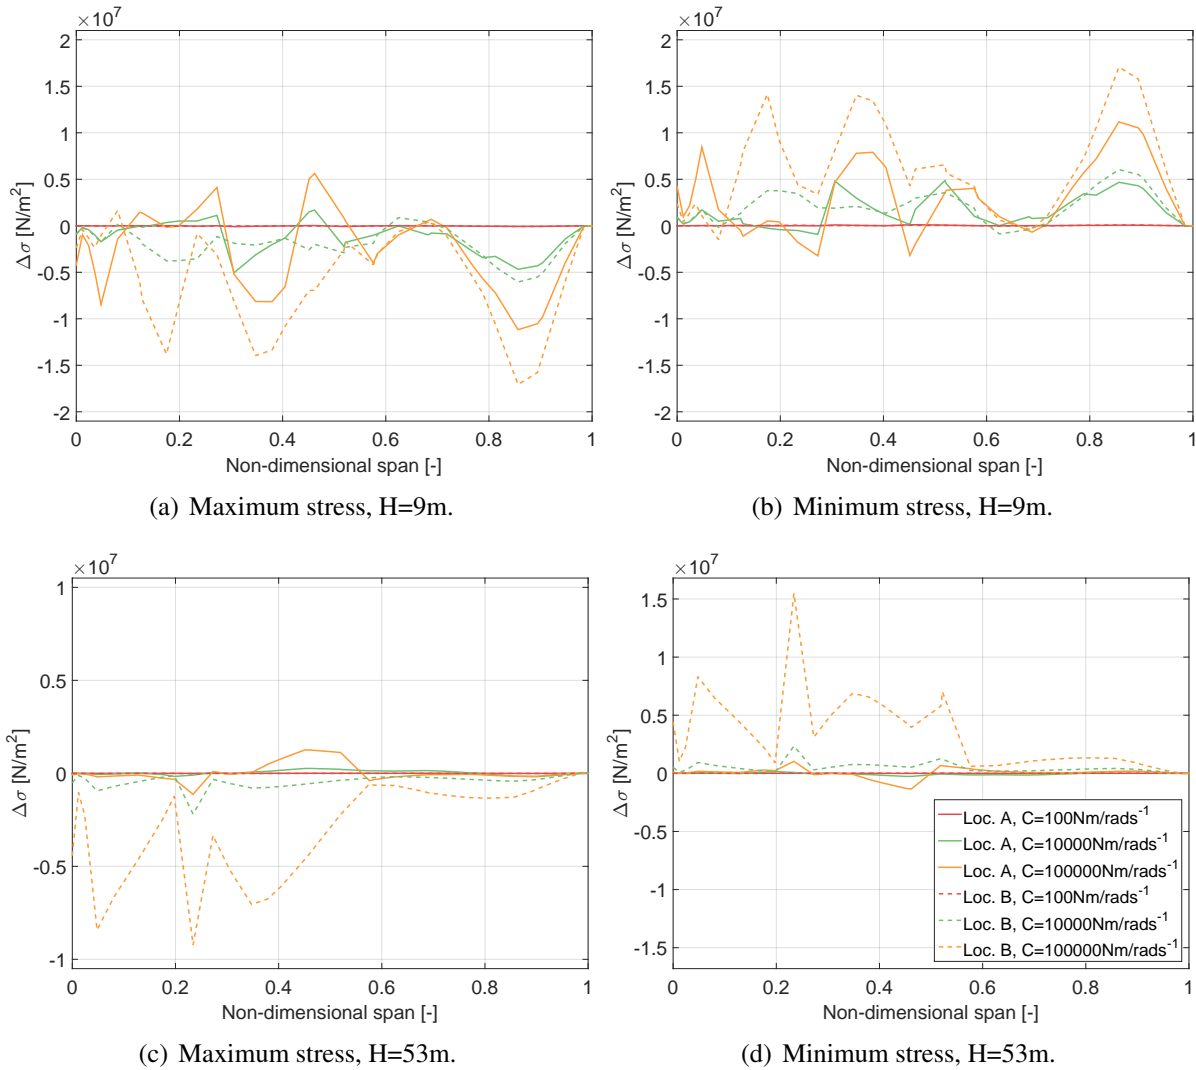 ×10^7
2
1.5
1
0.5
0
-0.5
-1
-1.5
-2
Δσ [N/m^2]
0 0.2 0.4 0.6 0.8 1
Non-dimensional span [-]
(a) Maximum stress, H=9m.
×10^7
2
1.5
1
0.5
0
-0.5
-1
-1.5
-2
Δσ [N/m^2]
0 0.2 0.4 0.6 0.8 1
Non-dimensional span [-]
(b) Minimum stress, H=9m.
×10^7
1
0.5
0
-0.5
-1
Δσ [N/m^2]
0 0.2 0.4 0.6 0.8 1
Non-dimensional span [-]
(c) Maximum stress, H=53m.
×10^7
1.5
1
0.5
0
-0.5
-1
-1.5
Δσ [N/m^2]
Loc. A, C=100Nm/rads^-1
Loc. A, C=10000Nm/rads^-1
Loc. A, C=100000Nm/rads^-1
Loc. B, C=100Nm/rads^-1
Loc. B, C=10000Nm/rads^-1
Loc. B, C=100000Nm/rads^-1
0 0.2 0.4 0.6 0.8 1
Non-dimensional span [-]
(d) Minimum stress, H=53m.